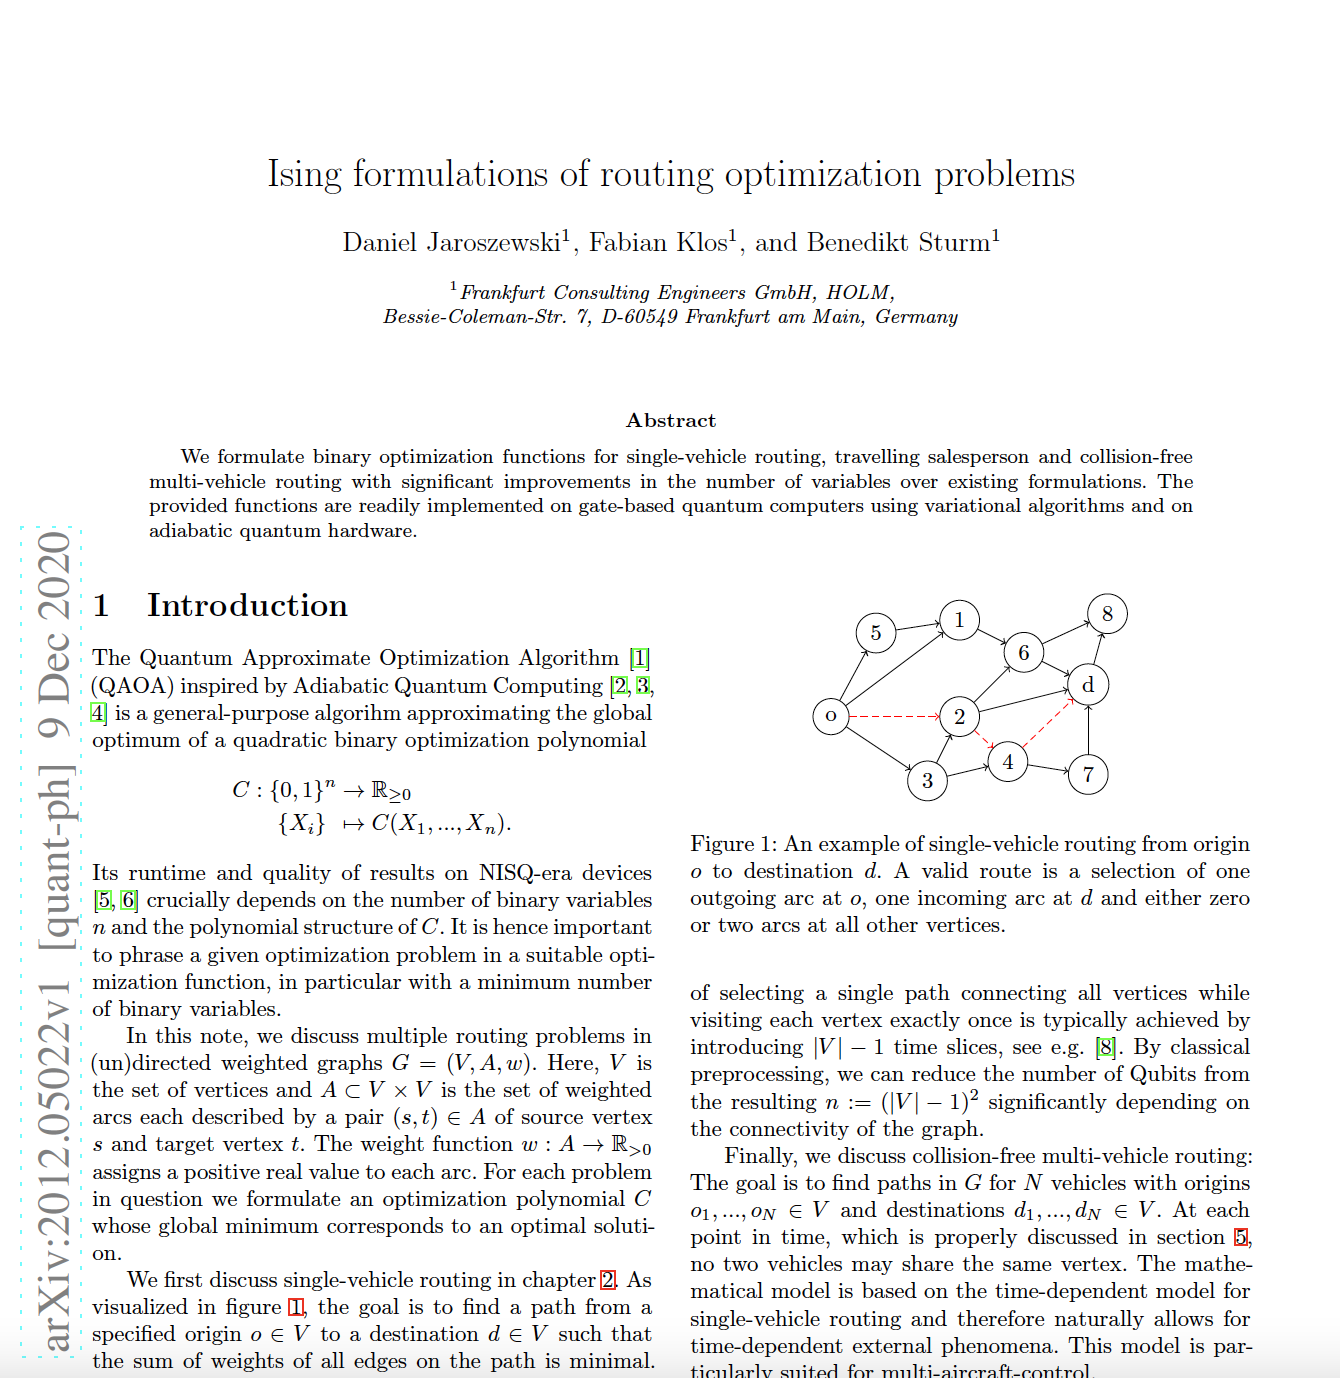 Ising formulations of routing optimization problems
Daniel Jaroszewski¹, Fabian Klos¹, and Benedikt Sturm¹
¹Frankfurt Consulting Engineers GmbH, HOLM,
Bessie-Coleman-Str. 7, D-60549 Frankfurt am Main, Germany
Abstract
We formulate binary optimization functions for single-vehicle routing, travelling salesperson and collision-free
multi-vehicle routing with significant improvements in the number of variables over existing formulations. The
provided functions are readily implemented on gate-based quantum computers using variational algorithms and on
adiabatic quantum hardware.
arXiv:2012.05022v1 [quant-ph] 9 Dec 2020
1 Introduction
The Quantum Approximate Optimization Algorithm [1]
(QAOA) inspired by Adiabatic Quantum Computing [2, 3,
4] is a general-purpose algorihm approximating the global
optimum of a quadratic binary optimization polynomial
C : {0, 1}ⁿ → ℝ≥0
{Xᵢ} ↦ C(X₁, ..., Xₙ).
Its runtime and quality of results on NISQ-era devices
[5, 6] crucially depends on the number of binary variables
n and the polynomial structure of C. It is hence important
to phrase a given optimization problem in a suitable opti-
mization function, in particular with a minimum number
of binary variables.
In this note, we discuss multiple routing problems in
(un)directed weighted graphs G = (V, A, w). Here, V is
the set of vertices and A ⊂ V × V is the set of weighted
arcs each described by a pair (s, t) ∈ A of source vertex
s and target vertex t. The weight function w : A → ℝ>0
assigns a positive real value to each arc. For each problem
in question we formulate an optimization polynomial C
whose global minimum corresponds to an optimal soluti-
on.
We first discuss single-vehicle routing in chapter 2. As
visualized in figure 1, the goal is to find a path from a
specified origin o ∈ V to a destination d ∈ V such that
the sum of weights of all edges on the path is minimal.
8
5
1
6
d
o
2
4
7
3
Figure 1: An example of single-vehicle routing from origin
o to destination d. A valid route is a selection of one
outgoing arc at o, one incoming arc at d and either zero
or two arcs at all other vertices.
of selecting a single path connecting all vertices while
visiting each vertex exactly once is typically achieved by
introducing |V| − 1 time slices, see e.g. [8]. By classical
preprocessing, we can reduce the number of Qubits from
the resulting n := (|V| − 1)² significantly depending on
the connectivity of the graph.
Finally, we discuss collision-free multi-vehicle routing:
The goal is to find paths in G for N vehicles with origins
o₁, ..., o_N ∈ V and destinations d₁, ..., d_N ∈ V. At each
point in time, which is properly discussed in section 5,
no two vehicles may share the same vertex. The mathe-
matical model is based on the time-dependent model for
single-vehicle routing and therefore naturally allows for
time-dependent external phenomena. This model is par-
ticularly suited for multi-aircraft-control.